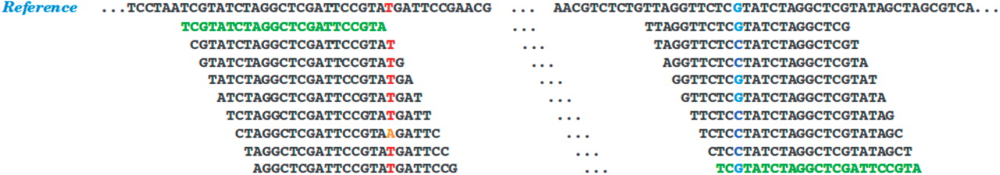 Reference ...TCCTAATCGTATCTAGGCTCGATTCCGTATGATTCCGAACG ... AACGTCTCTGTTAGGTTCTCGTATCTAGGCTCGTATAGCTAGCGTCA...
TCGTATCTAGGCTCGATTCCGTA ... TTAGGTTCTCGTATCTAGGCTCG
CGTATCTAGGCTCGATTCCGTAT ... TAGGTTCTCCTATCTAGGCTCGT
GTATCTAGGCTCGATTCCGTATG ... AGGTTCTCCTATCTAGGCTCGTA
TATCTAGGCTCGATTCCGTATGA ... GGTTCTCGTATCTAGGCTCGTAT
ATCTAGGCTCGATTCCGTATGAT ... GTTCTCGTATCTAGGCTCGTATA
TCTAGGCTCGATTCCGTATGATT ... TTCTCCTATCTAGGCTCGTATAG
CTAGGCTCGATTCCGTAAGATTC ... TCTCCTATCTAGGCTCGTATAGC
TAGGCTCGATTCCGTATGATTCC ... CTCCTATCTAGGCTCGTATAGCT
AGGCTCGATTCCGTATGATTCCG ... TCGTATCTAGGCTCGATTCCGTA